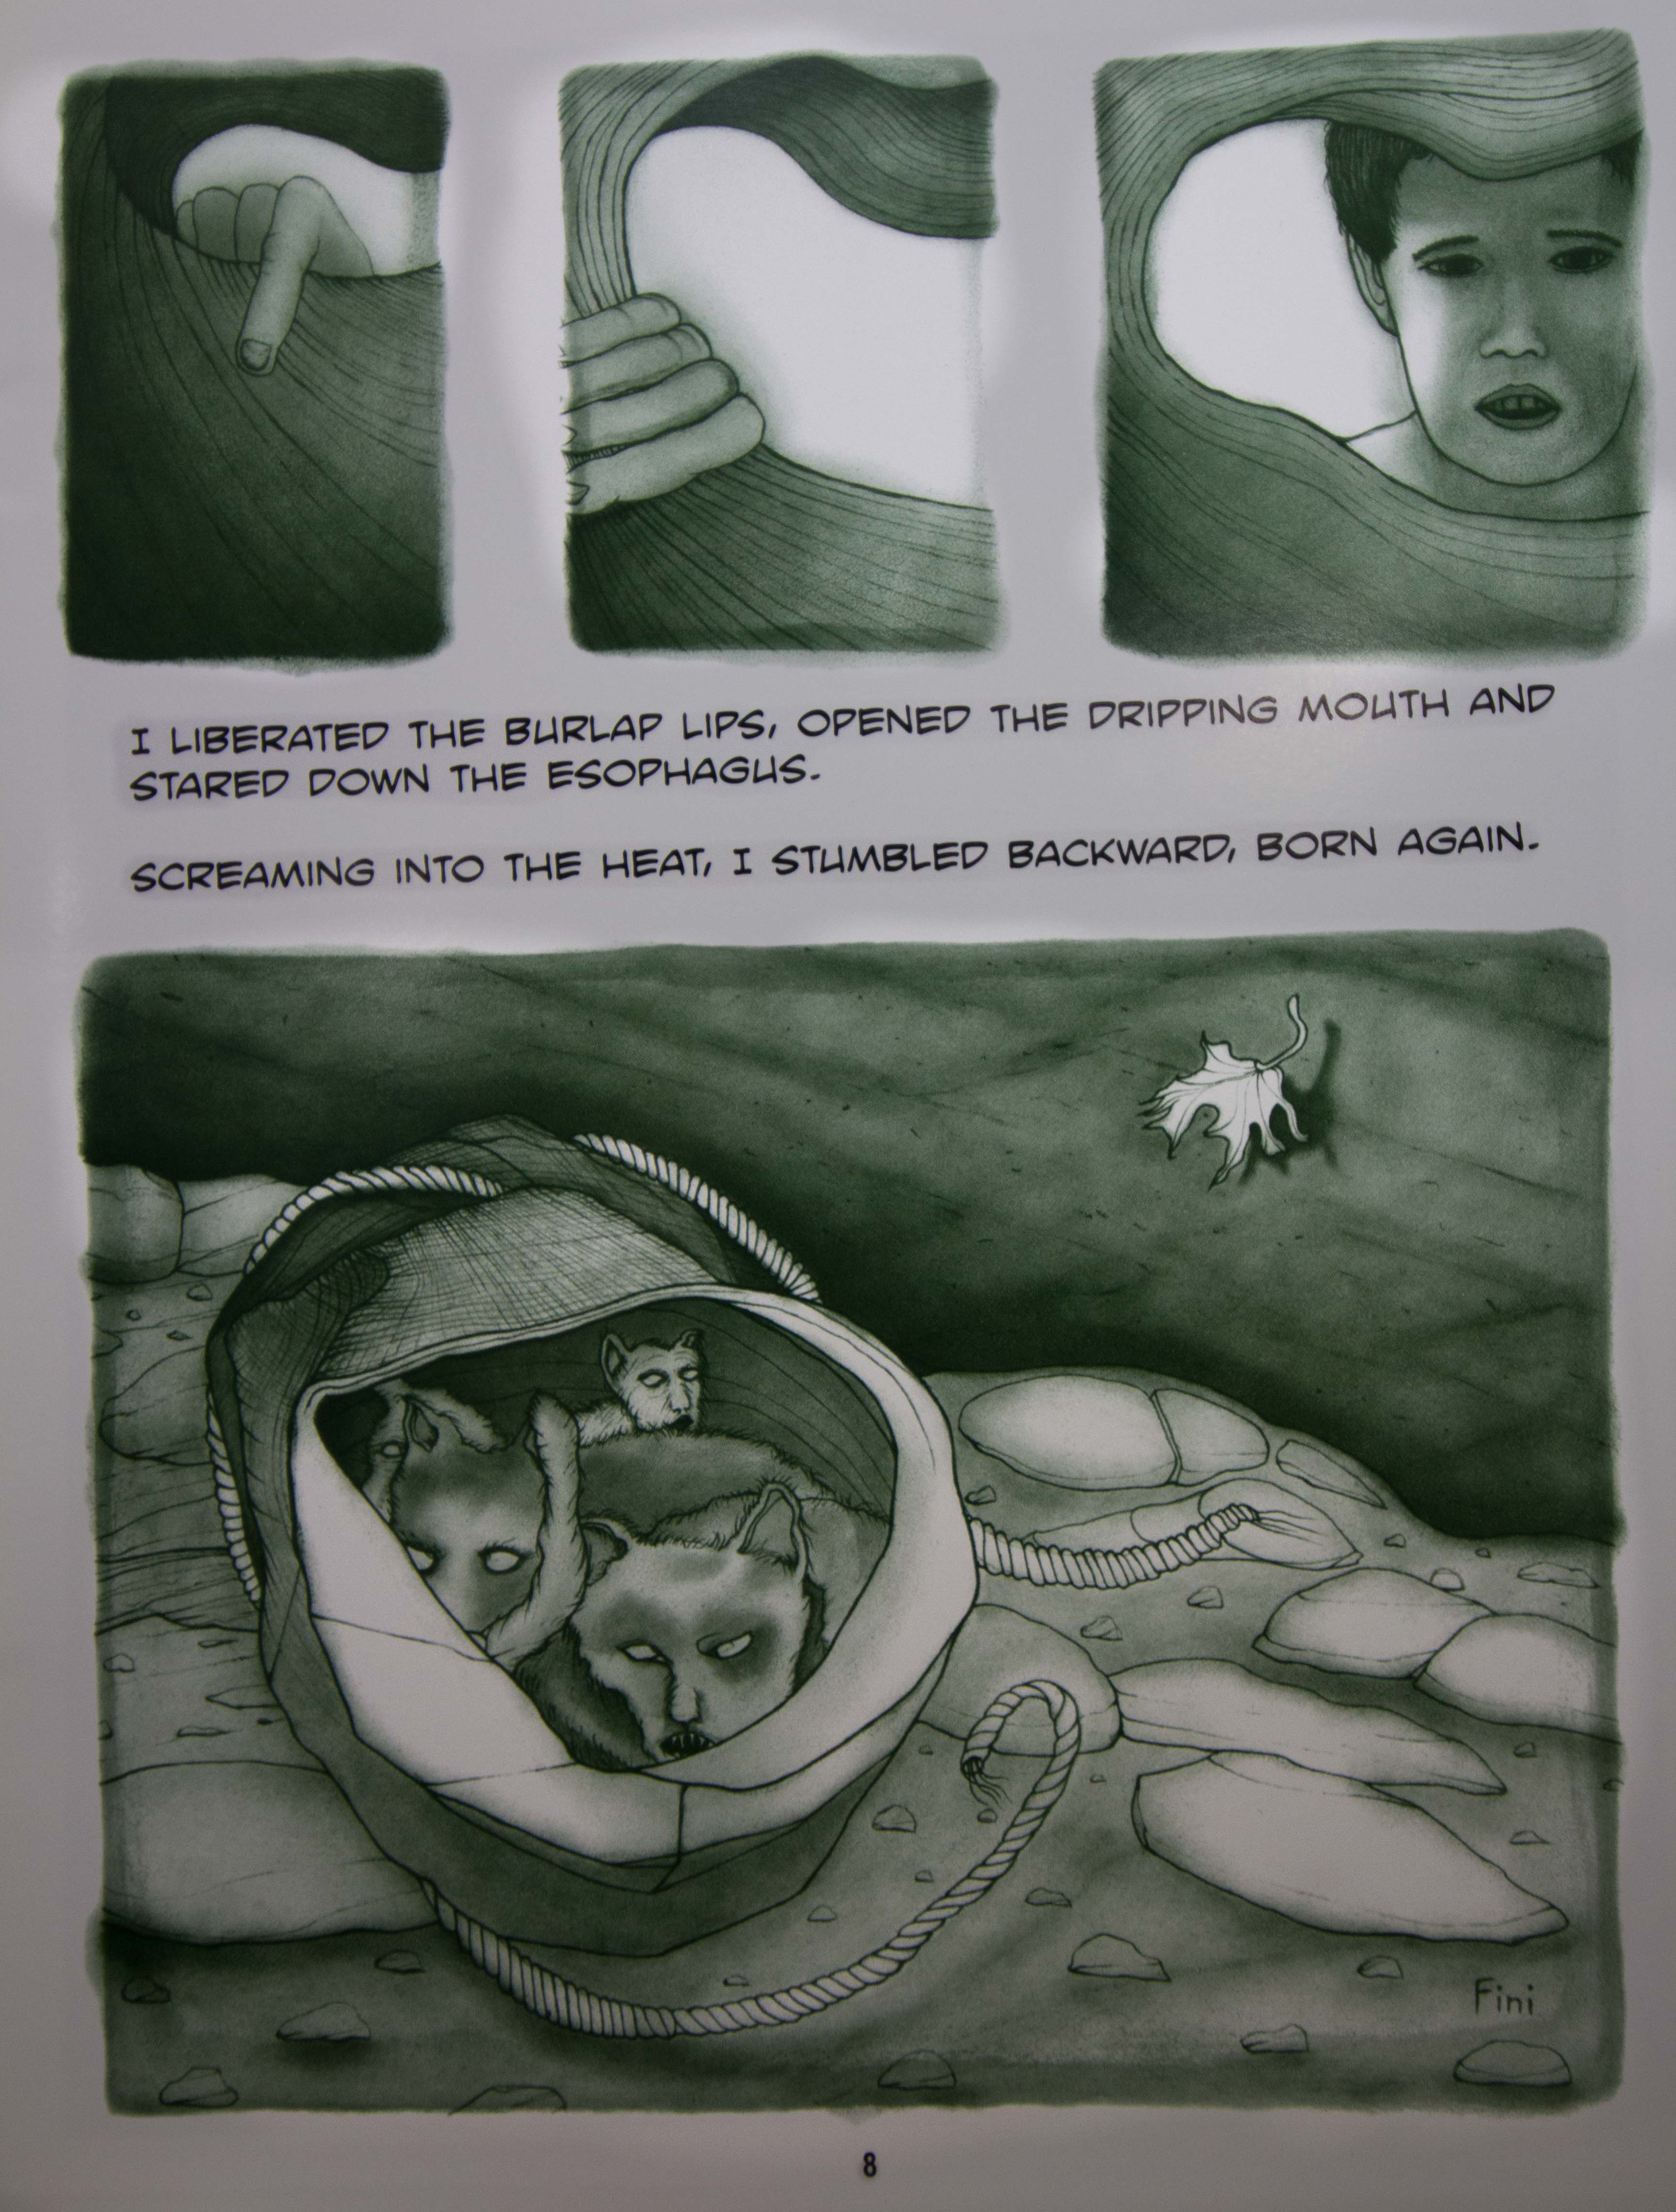 I LIBERATED THE BURLAP LIPS, OPENED THE DRIPPING MOUTH AND
STARED DOWN THE ESOPHAGUS.
SCREAMING INTO THE HEAT, I STUMBLED BACKWARD, BORN AGAIN.
Fini
8